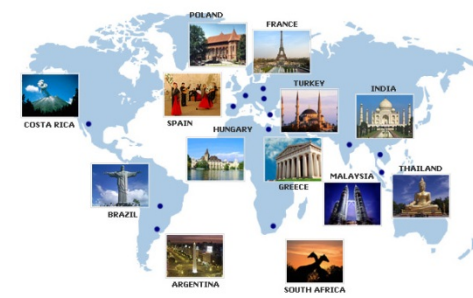 POLAND
FRANCE
TURKEY
INDIA
COSTA RICA
SPAIN
HUNGARY
GREECE
MALAYSIA
THAILAND
BRAZIL
ARGENTINA
SOUTH AFRICA